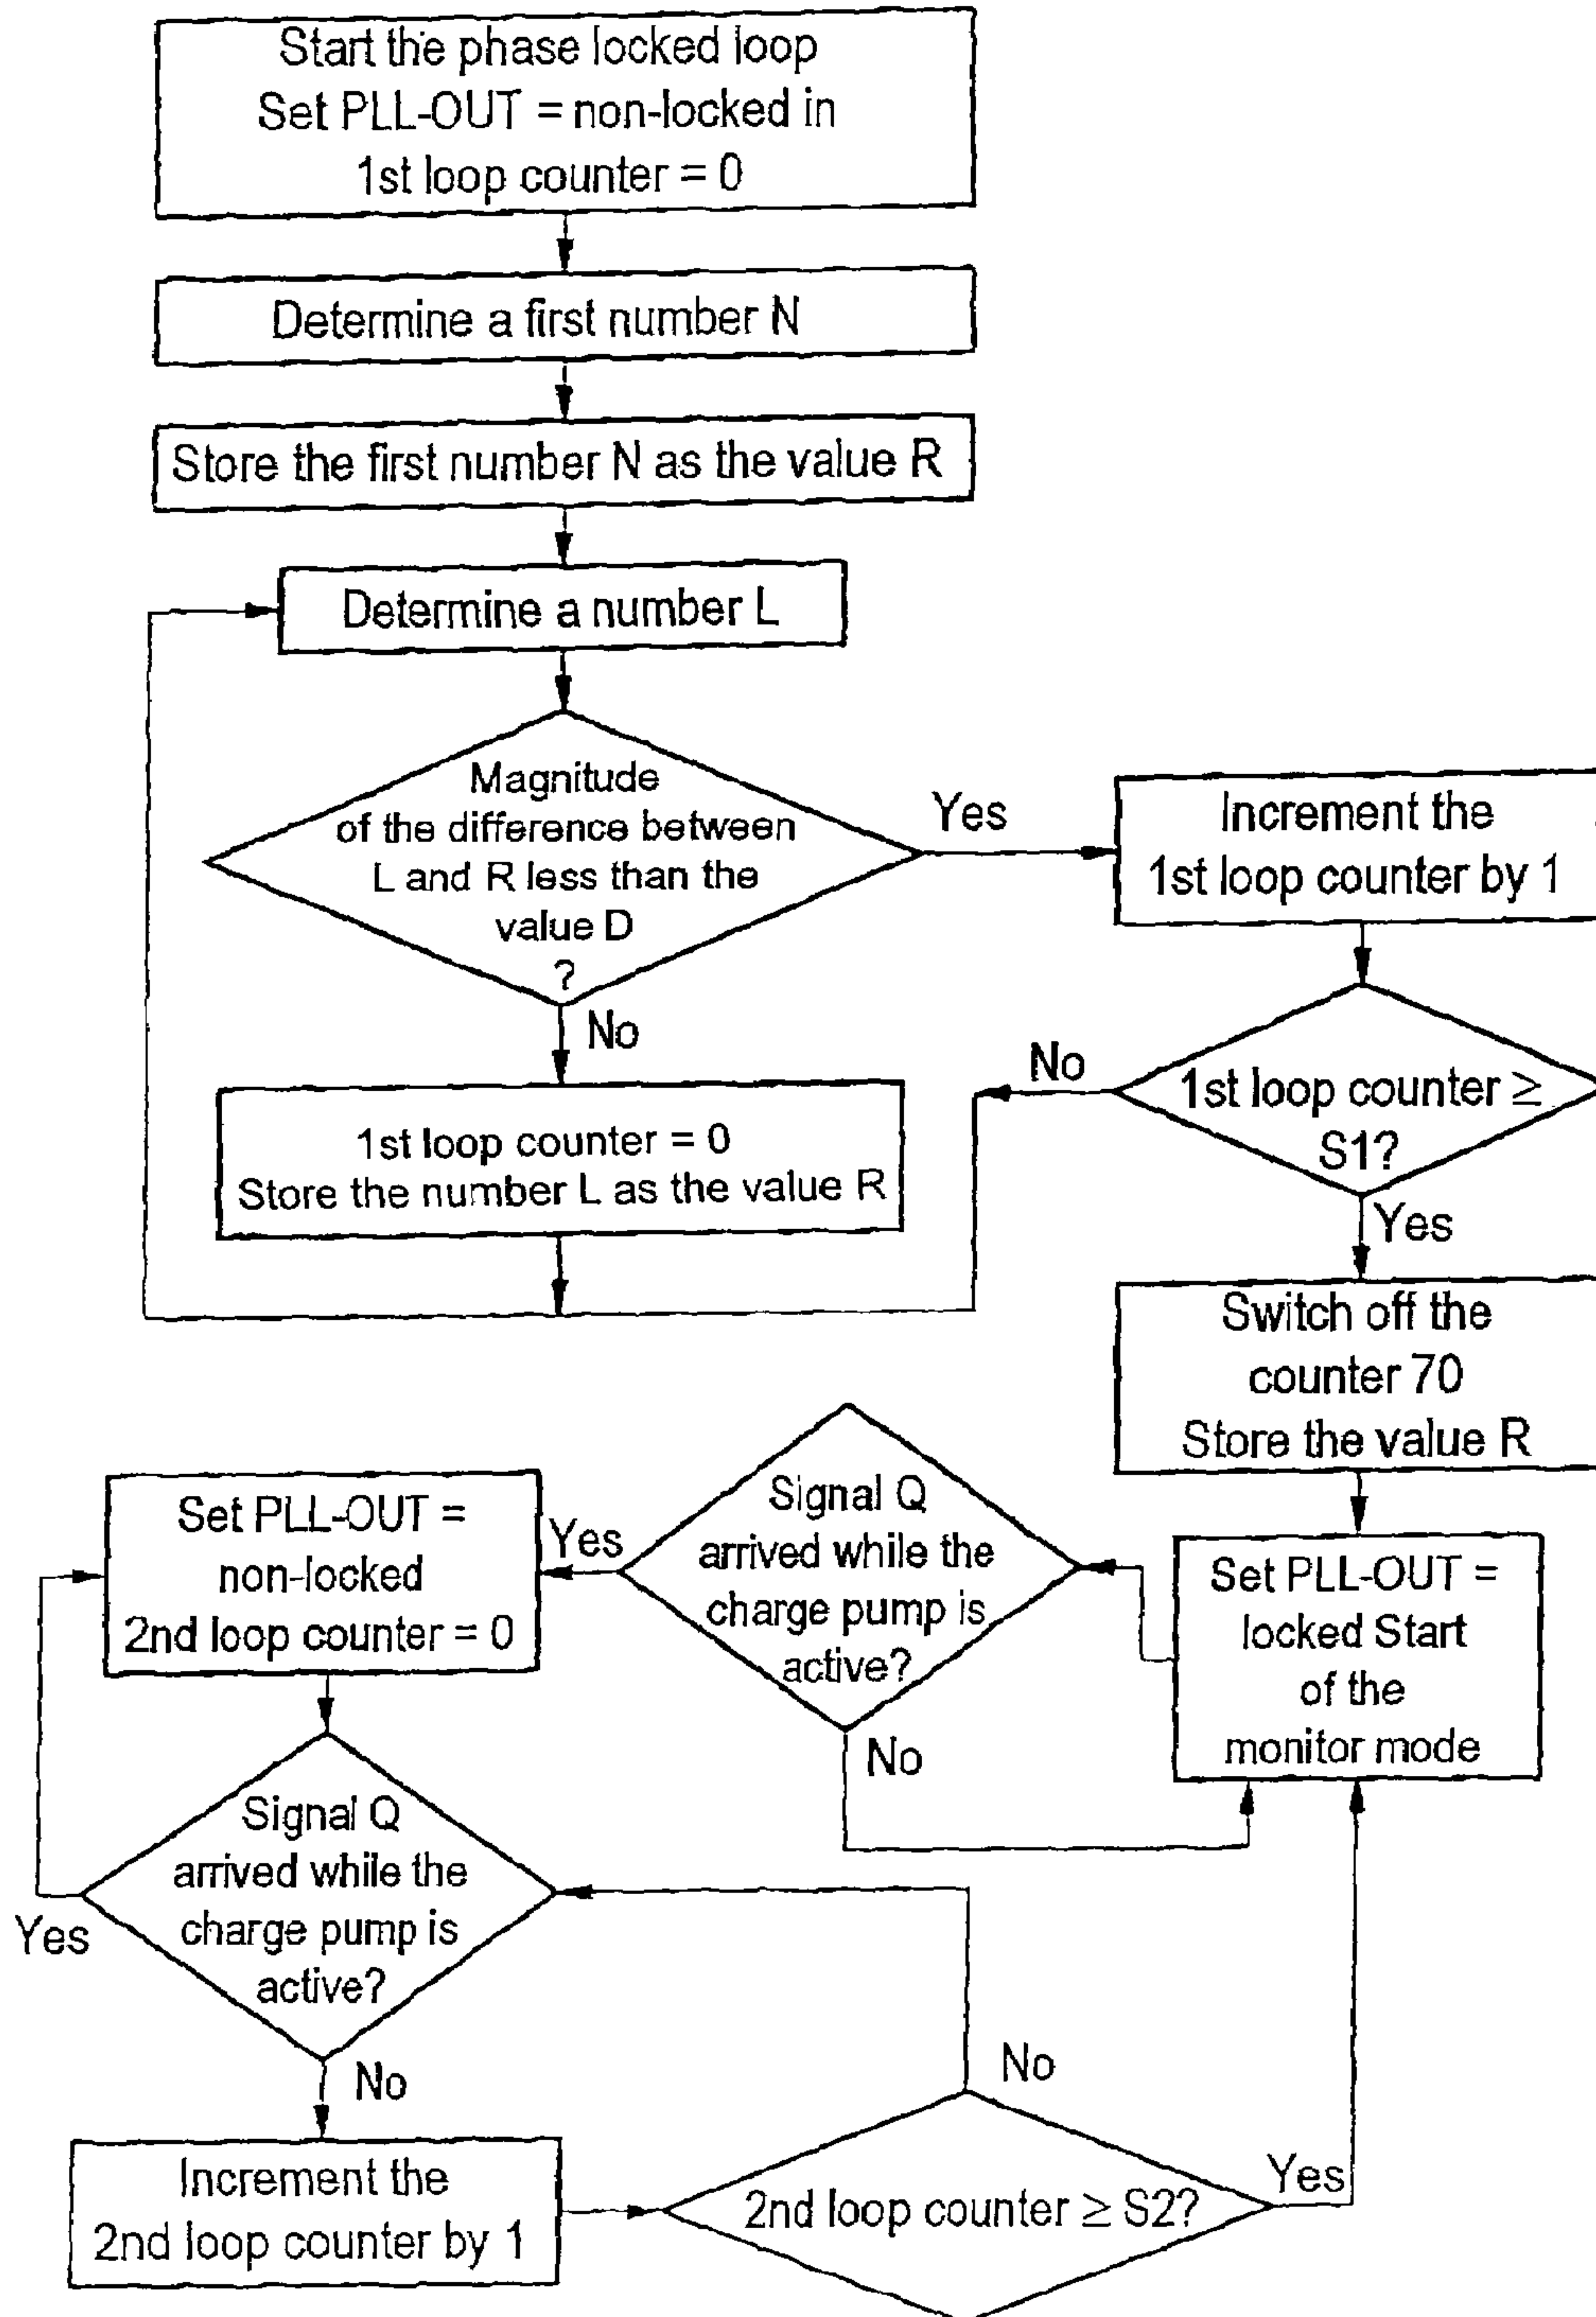 Start the phase locked loop
Set PLL-OUT = non-locked in
1st loop counter = 0
Determine a first number N
Store the first number N as the value R
Determine a number L
Magnitude
of the difference between
L and R less than the
value D
?
Yes
Increment the
1st loop counter by 1
No
1st loop counter = 0
Store the number L as the value R
No
1st loop counter ≥
S1?
Yes
Switch off the
counter 70
Store the value R
Set PLL-OUT =
locked Start
of the
monitor mode
Signal Q
arrived while the
charge pump is
active?
Yes
No
Set PLL-OUT =
non-locked
2nd loop counter = 0
Signal Q
arrived while the
charge pump is
active?
Yes
No
Increment the
2nd loop counter by 1
2nd loop counter ≥ S2?
No
Yes